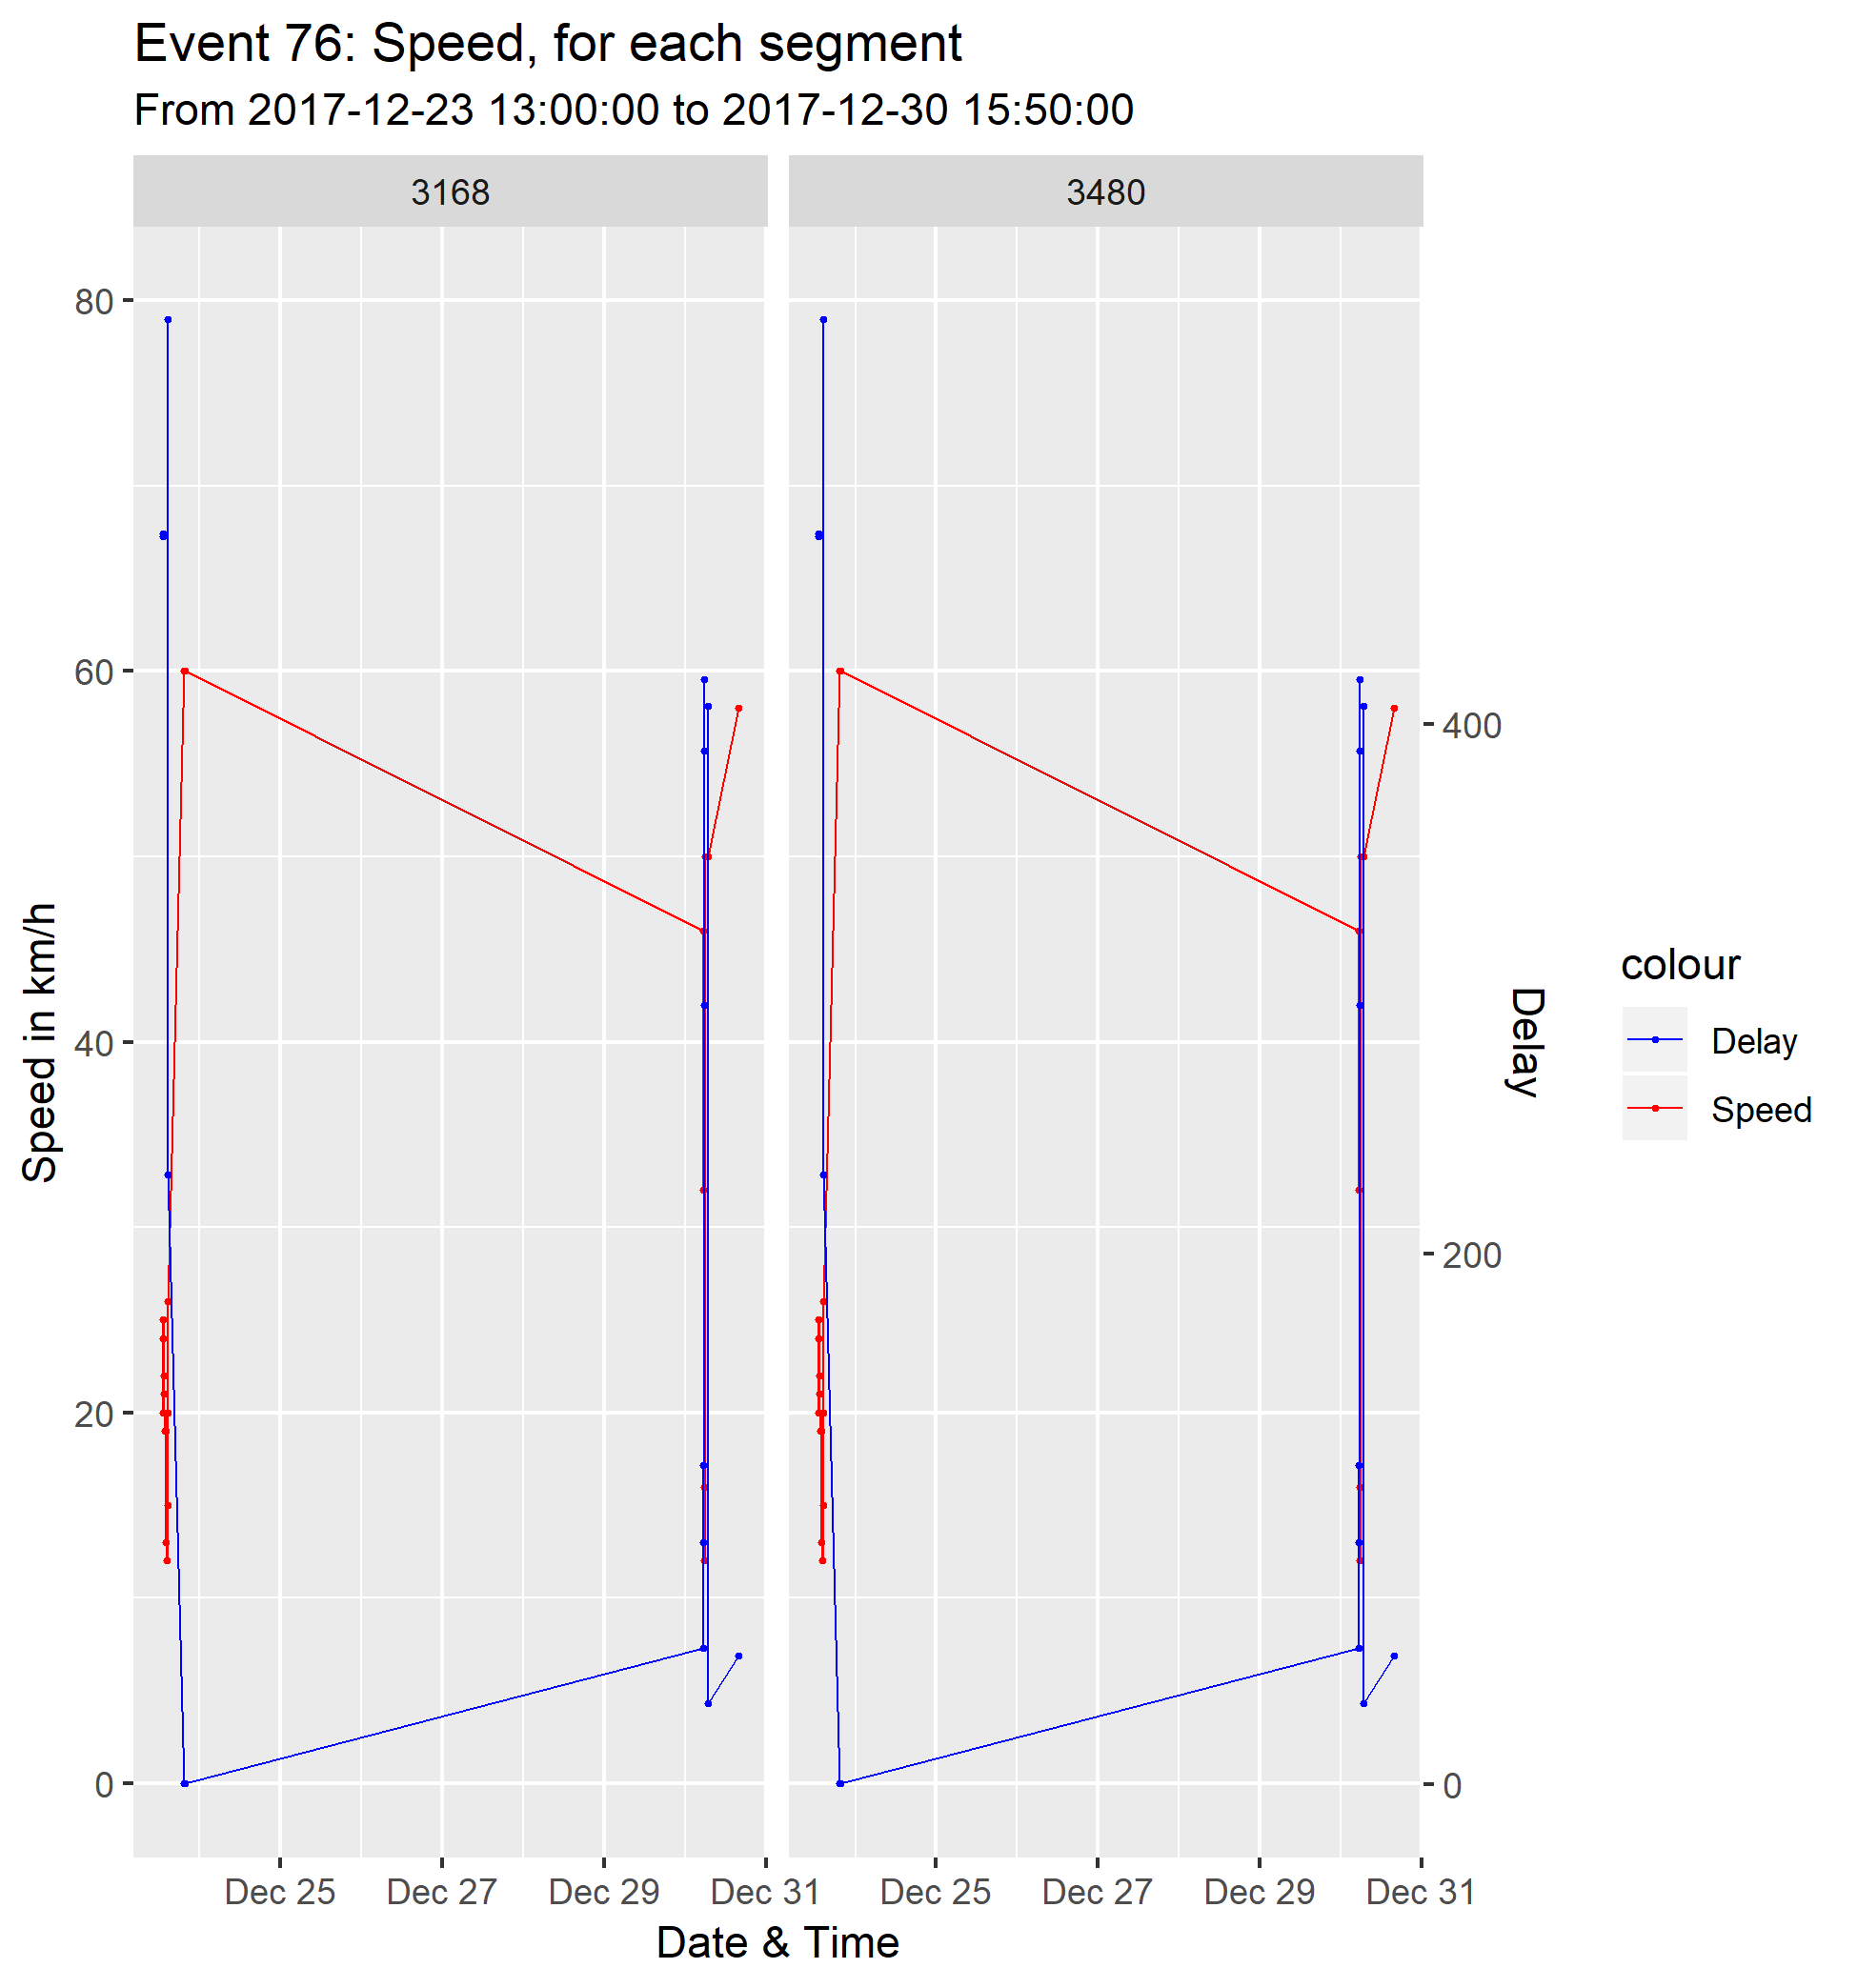 Event 76: Speed, for each segment
From 2017-12-23 13:00:00 to 2017-12-30 15:50:00
3168
3480
80
60
40
20
0
Speed in km/h
400
200
0
Delay
colour
Delay
Speed
Dec 25
Dec 27
Dec 29
Dec 31
Dec 25
Dec 27
Dec 29
Dec 31
Date & Time